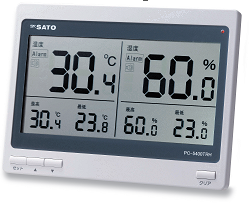 SATO
温度 湿度
Alarm Alarm
30.4 ℃ 60.0 %
最高 最低 最高 最低
30.4 23.8 60.0 23.0
PC-5400TRH
セット ▲ ▼
クリア